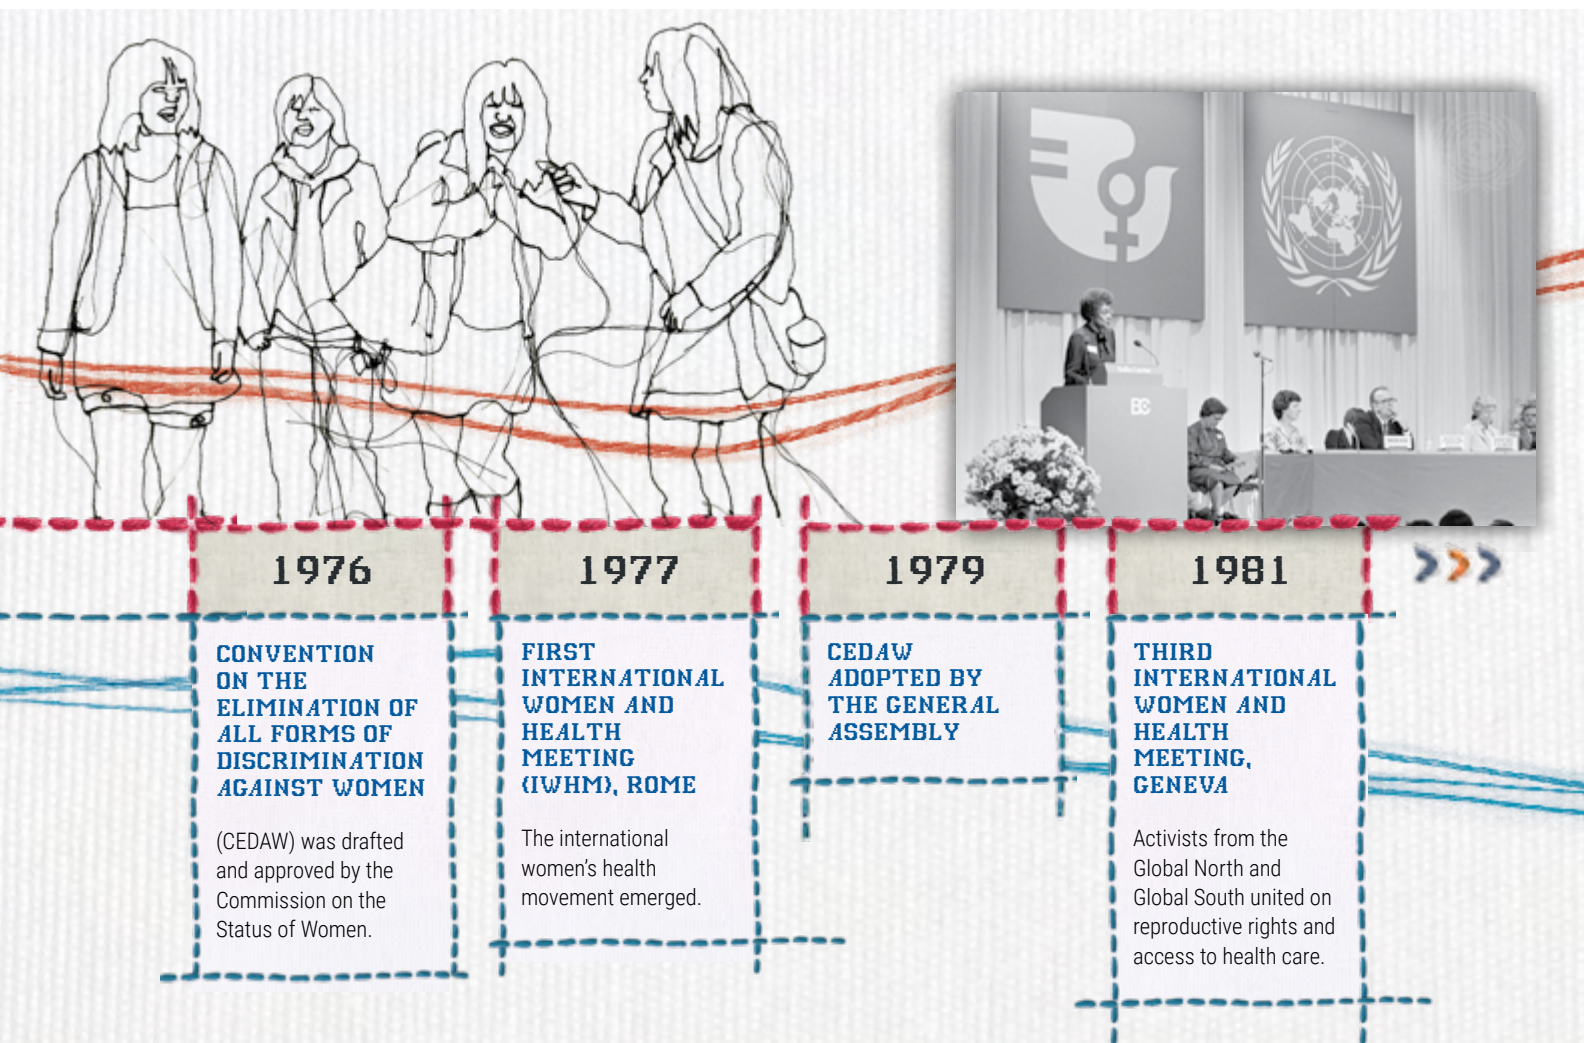 BC
1976
CONVENTION
ON THE
ELIMINATION OF
ALL FORMS OF
DISCRIMINATION
AGAINST WOMEN
(CEDAW) was drafted
and approved by the
Commission on the
Status of Women.
1977
FIRST
INTERNATIONAL
WOMEN AND
HEALTH
MEETING
(IWHM), ROME
The international
women's health
movement emerged.
1979
CEDAW
ADOPTED BY
THE GENERAL
ASSEMBLY
1981
THIRD
INTERNATIONAL
WOMEN AND
HEALTH
MEETING,
GENEVA
Activists from the
Global North and
Global South united on
reproductive rights and
access to health care.